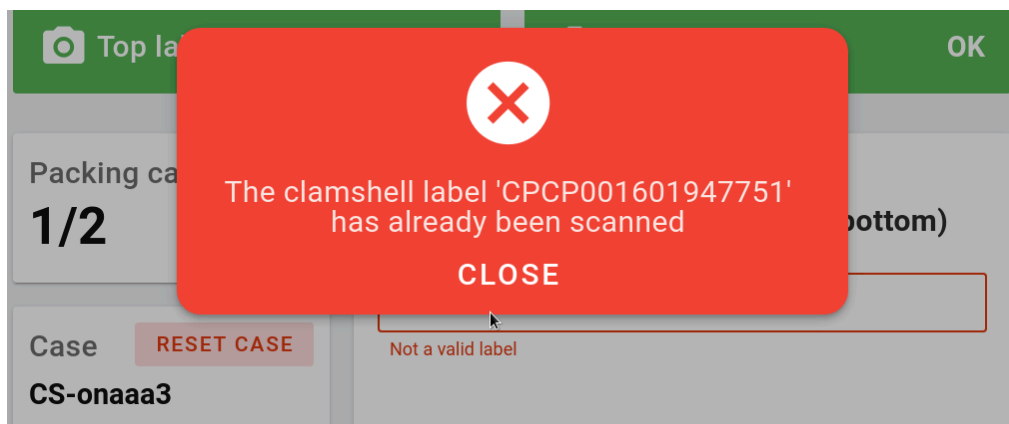 Top la
OK
The clamshell label 'CPCP001601947751'
has already been scanned
CLOSE
Packing ca
1/2
bottom)
Not a valid label
Case
RESET CASE
CS-onaaa3